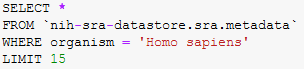 SELECT *
FROM `nih-sra-datastore.sra.metadata`
WHERE organism = 'Homo sapiens'
LIMIT 15